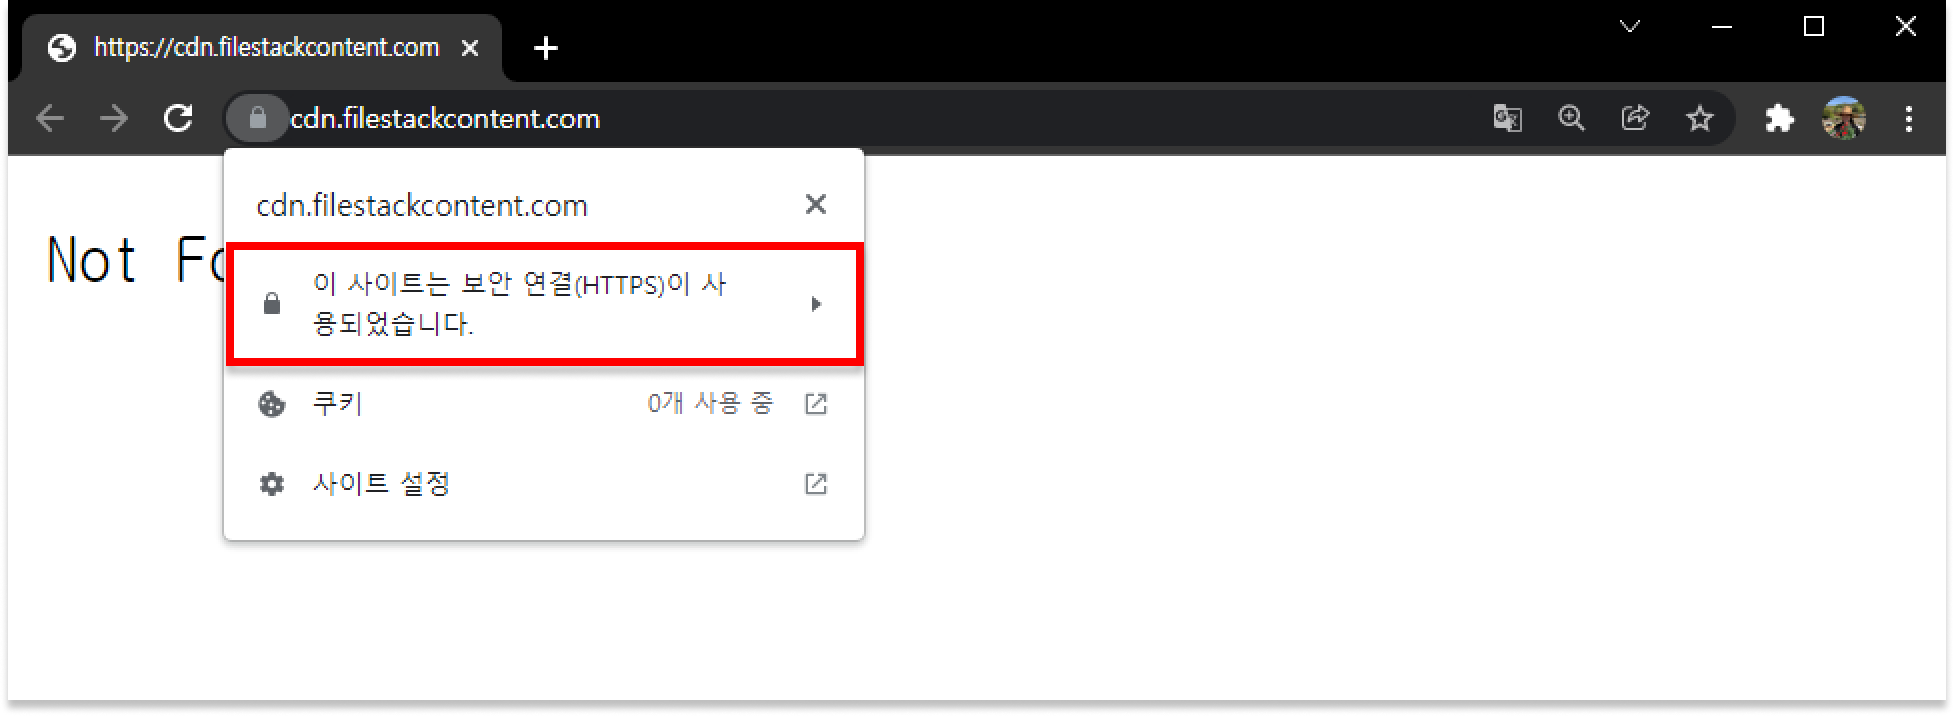 https://cdn.filestackcontent.com
cdn.filestackcontent.com
cdn.filestackcontent.com
Not Fo
이 사이트는 보안 연결(HTTPS)이 사
용되었습니다.
쿠키 0개 사용 중
사이트 설정